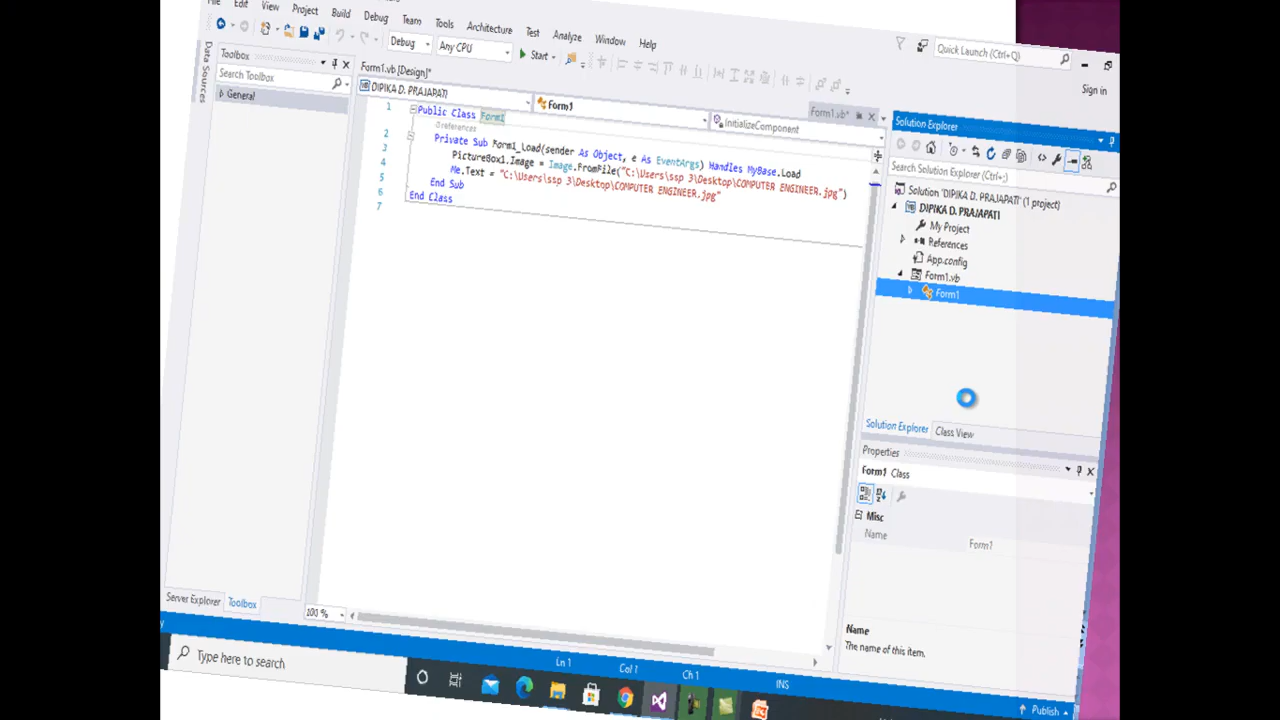 File Edit View Project Build Debug Team Tools Architecture Test Analyze Window Help
Quick Launch (Ctrl+Q)
Sign in
Debug Any CPU Start
Data Sources
Toolbox
Search Toolbox
General
Form1.vb [Design]*
Form1.vb*
DIPIKA D. PRAJAPATI
Form1
InitializeComponent
1 Public Class Form1
0 references
2 Private Sub Form1_Load(sender As Object, e As EventArgs) Handles MyBase.Load
3 PictureBox1.Image = Image.FromFile("C:\Users\ssp 3\Desktop\COMPUTER ENGINEER.jpg")
4 Me.Text = "C:\Users\ssp 3\Desktop\COMPUTER ENGINEER.jpg"
5 End Sub
6 End Class
7
Solution Explorer
Search Solution Explorer (Ctrl+;)
Solution 'DIPIKA D. PRAJAPATI' (1 project)
DIPIKA D. PRAJAPATI
My Project
References
App.config
Form1.vb
Form1
Solution Explorer Class View
Properties
Form1 Class
Misc
Name Form1
Name
The name of this item.
Server Explorer Toolbox
100 %
Ln 1 Col 1 Ch 1 INS
Publish
Type here to search